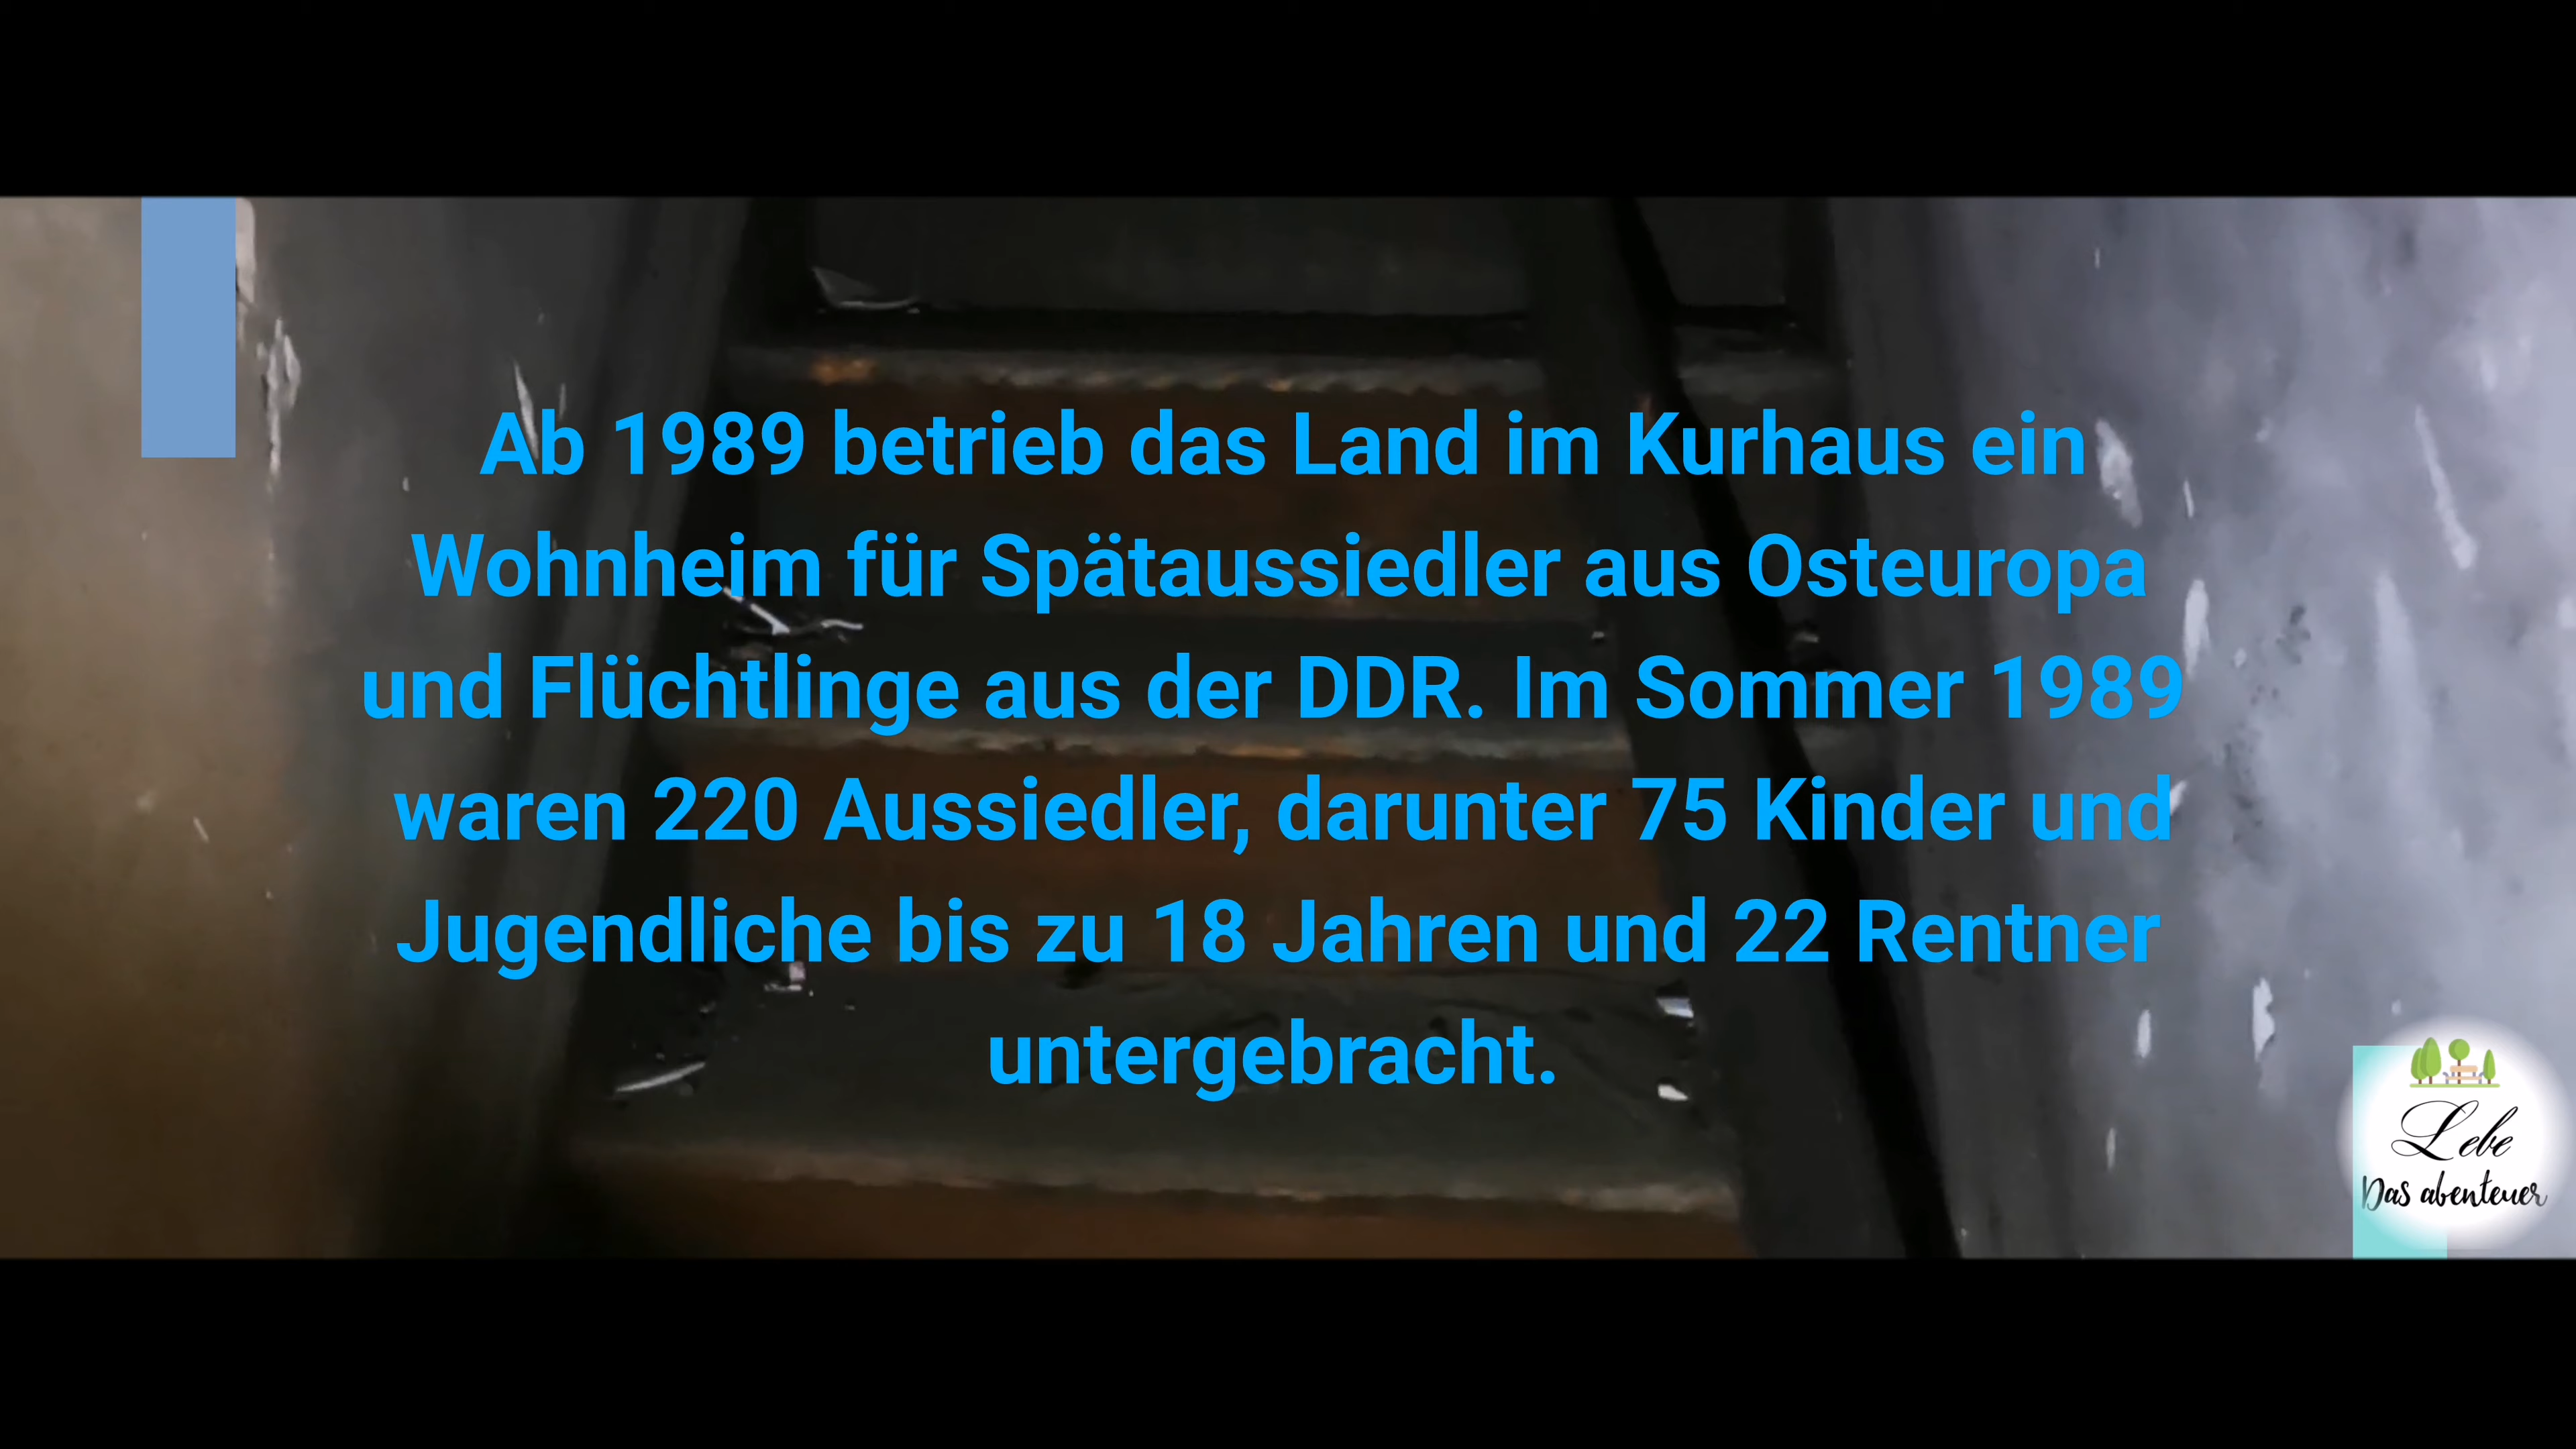 Ab 1989 betrieb das Land im Kurhaus ein
Wohnheim für Spätaussiedler aus Osteuropa
und Flüchtlinge aus der DDR. Im Sommer 1989
waren 220 Aussiedler, darunter 75 Kinder und
Jugendliche bis zu 18 Jahren und 22 Rentner
untergebracht.
Lebe
Das abenteuer